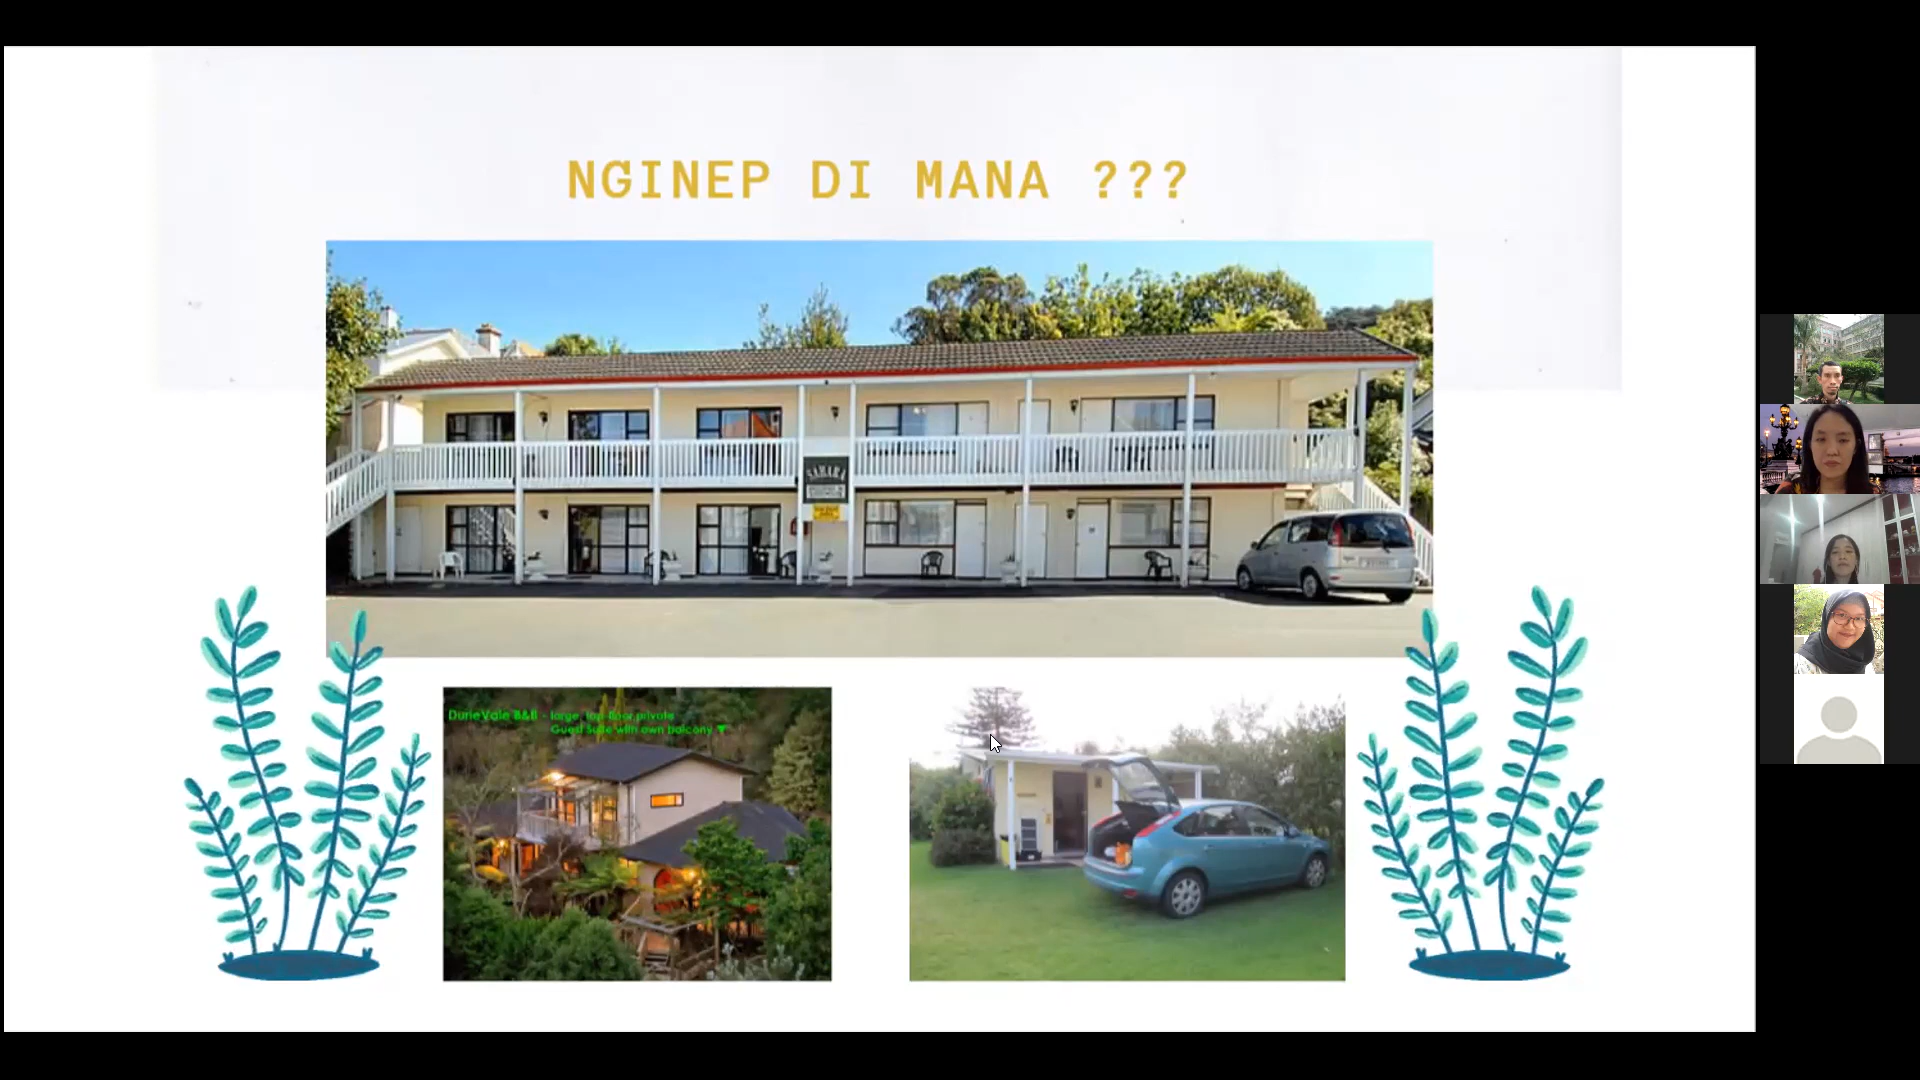 NGINEP DI MANA ???
SAHARA
DurieVale B&B - large, top-floor private
Guest Suite with own balcony ▼